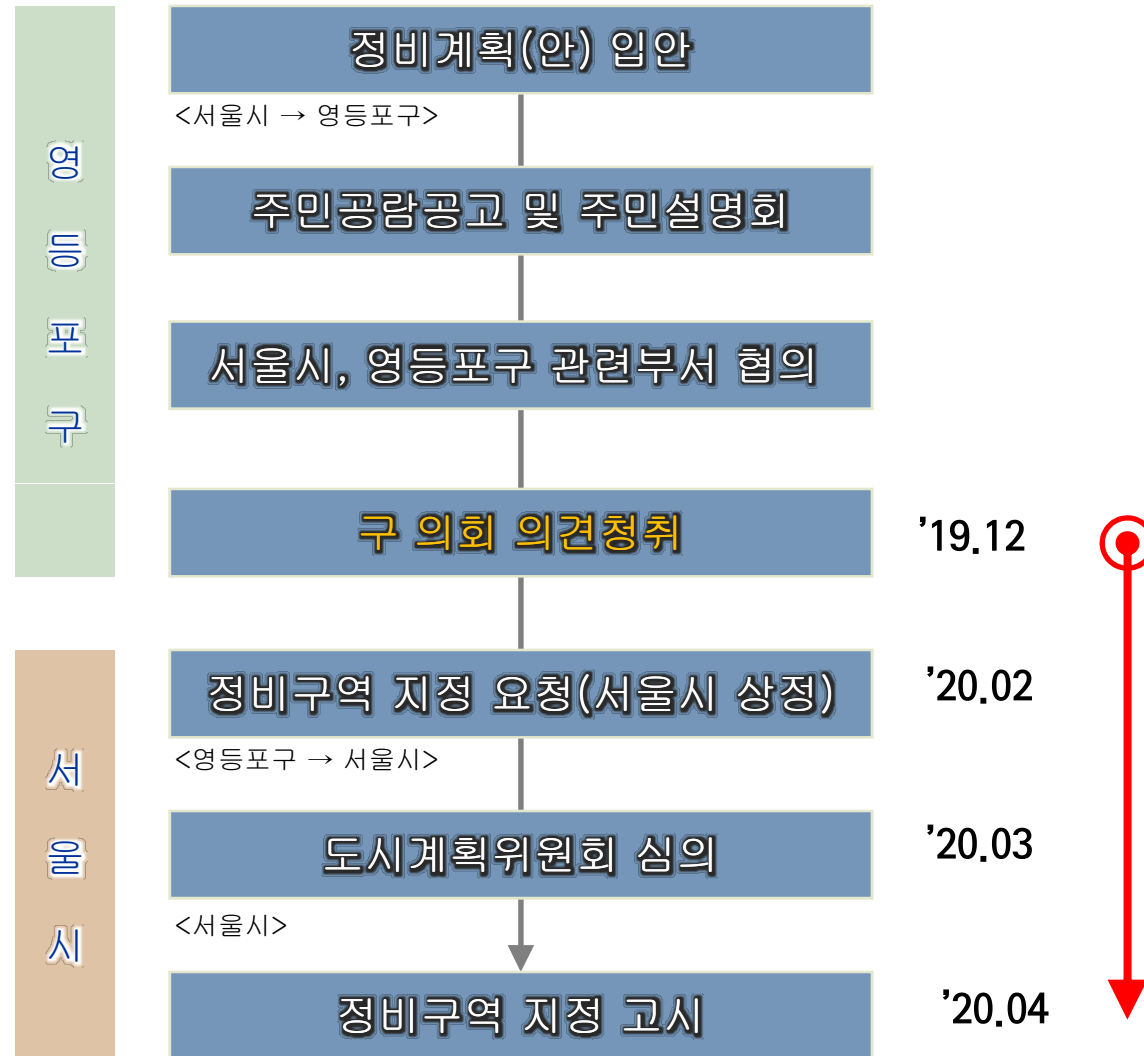 영등포구
정비계획(안) 입안
<서울시 → 영등포구>
주민공람공고 및 주민설명회
서울시, 영등포구 관련부서 협의
구 의회 의견청취
'19.12
서울시
정비구역 지정 요청(서울시 상정)
'20.02
<영등포구 → 서울시>
도시계획위원회 심의
'20.03
<서울시>
정비구역 지정 고시
'20.04